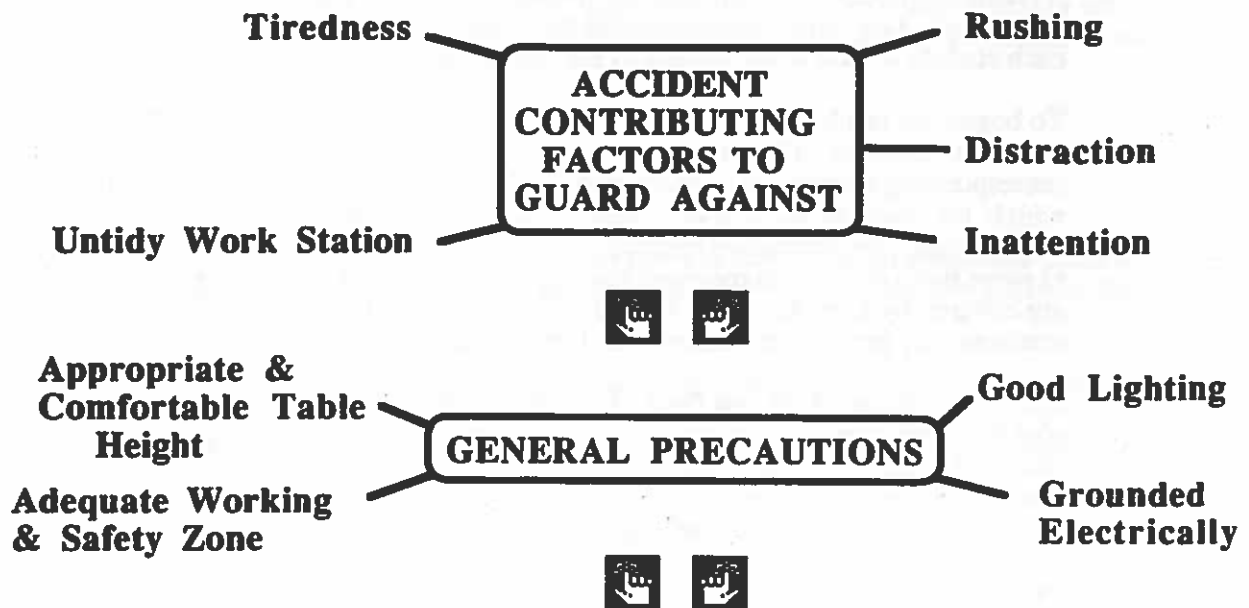 Tiredness
Rushing
ACCIDENT
CONTRIBUTING
FACTORS TO
GUARD AGAINST
Distraction
Untidy Work Station
Inattention
Appropriate &
Comfortable Table
Height
Good Lighting
GENERAL PRECAUTIONS
Adequate Working
& Safety Zone
Grounded
Electrically